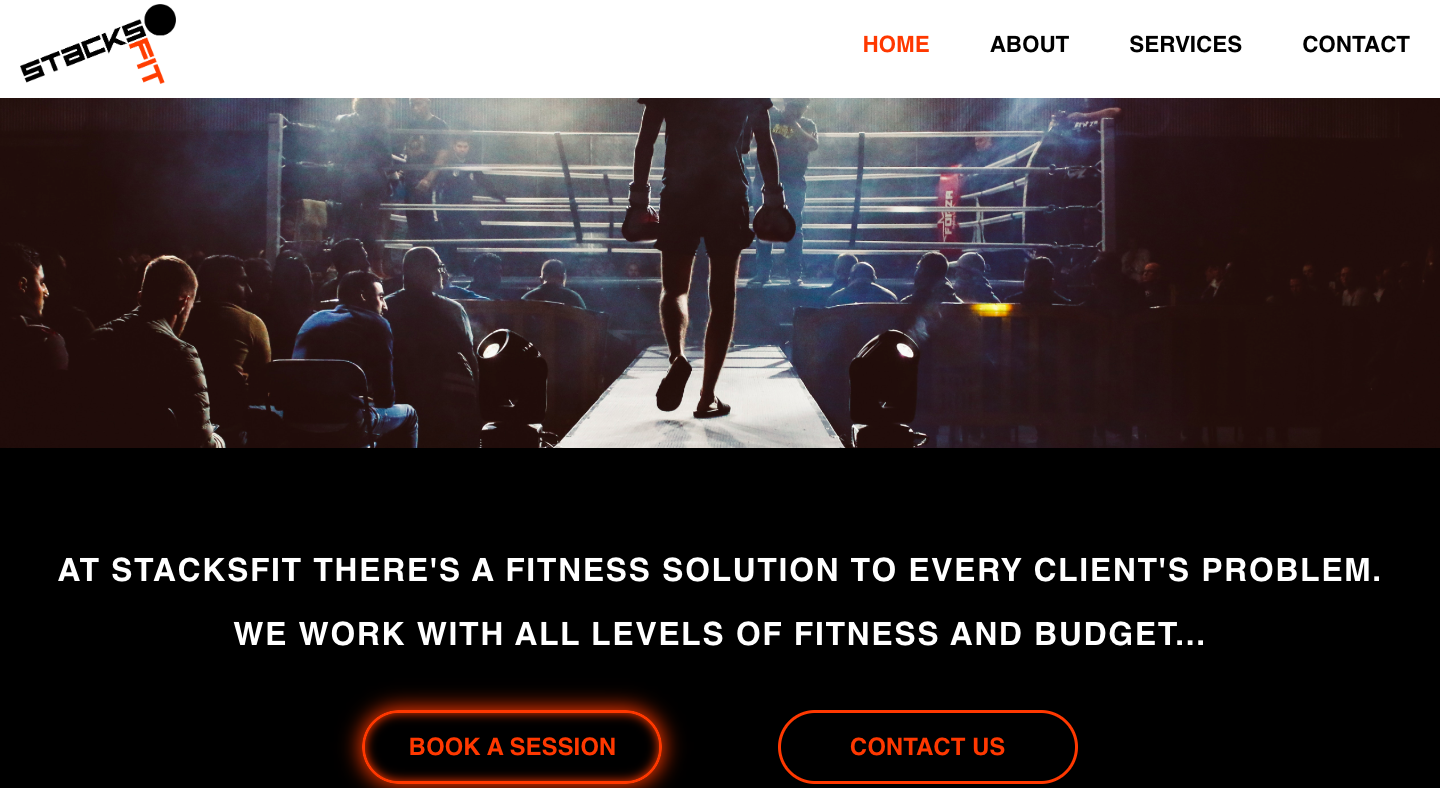 STACKS
FIT
HOME ABOUT SERVICES CONTACT
FORZA
AT STACKSFIT THERE'S A FITNESS SOLUTION TO EVERY CLIENT'S PROBLEM.
WE WORK WITH ALL LEVELS OF FITNESS AND BUDGET...
BOOK A SESSION CONTACT US